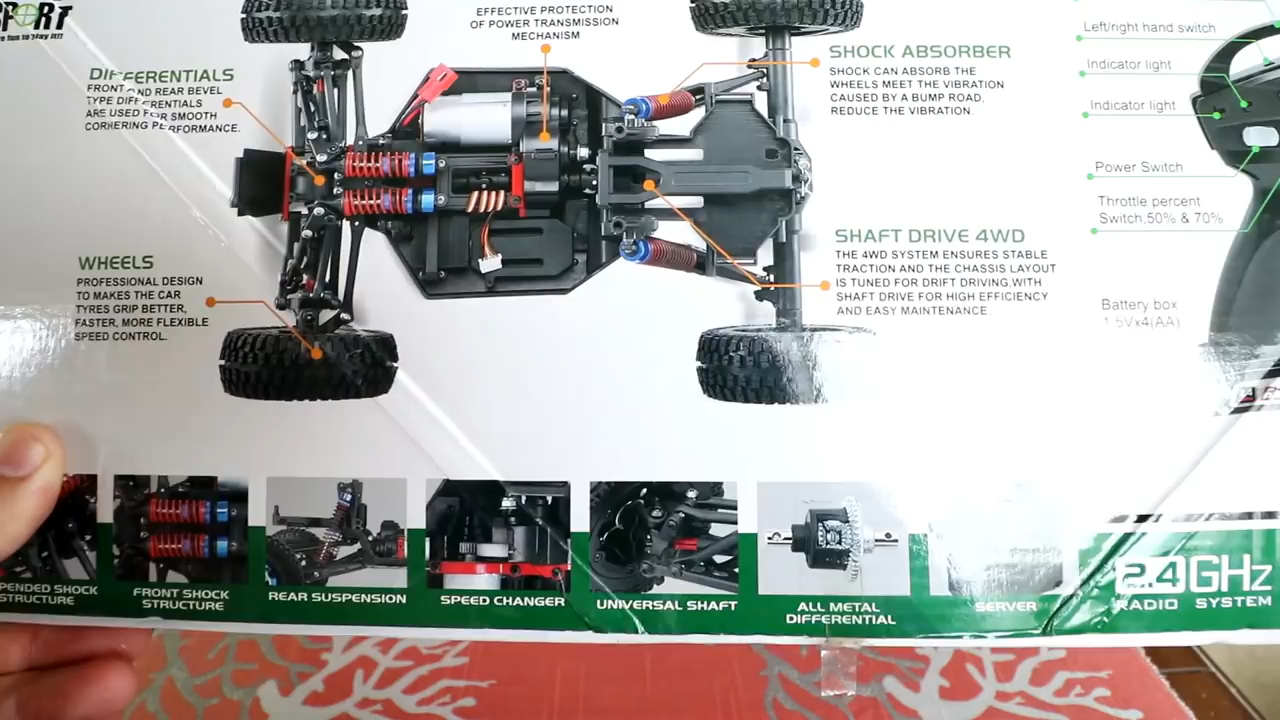 EFFECTIVE PROTECTION
OF POWER TRANSMISSION
MECHANISM
DIFFERENTIALS
FRONT AND REAR BEVEL
TYPE DIFFERENTIALS
ARE USED FOR SMOOTH
CORHERING PERFORMANCE.
WHEELS
PROFESSIONAL DESIGN
TO MAKES THE CAR
TYRES GRIP BETTER,
FASTER, MORE FLEXIBLE
SPEED CONTROL.
SHOCK ABSORBER
SHOCK CAN ABSORB THE
WHEELS MEET THE VIBRATION
CAUSED BY A BUMP ROAD,
REDUCE THE VIBRATION.
SHAFT DRIVE 4WD
THE 4WD SYSTEM ENSURES STABLE
TRACTION AND THE CHASSIS LAYOUT
IS TUNED FOR DRIFT DRIVING,WITH
SHAFT DRIVE FOR HIGH EFFICIENCY
AND EASY MAINTENANCE
Left/right hand switch
Indicator light
Indicator light
Power Switch
Throttle percent
Switch,50% & 70%
Battery box
1.5Vx4(AA)
PENDED SHOCK
STRUCTURE
FRONT SHOCK
STRUCTURE
REAR SUSPENSION
SPEED CHANGER
UNIVERSAL SHAFT
ALL METAL
DIFFERENTIAL
SERVER
2.4GHz
RADIO SYSTEM